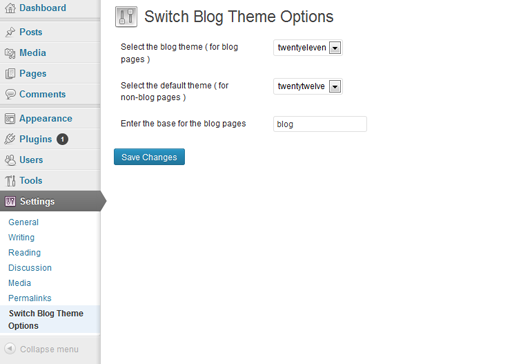 Dashboard
Posts
Media
Pages
Comments
Appearance
Plugins 1
Users
Tools
Settings
General
Writing
Reading
Discussion
Media
Permalinks
Switch Blog Theme
Options
Collapse menu
Switch Blog Theme Options
Select the blog theme ( for blog
pages )
twentyeleven
Select the default theme ( for
non-blog pages )
twentytwelve
Enter the base for the blog pages
blog
Save Changes